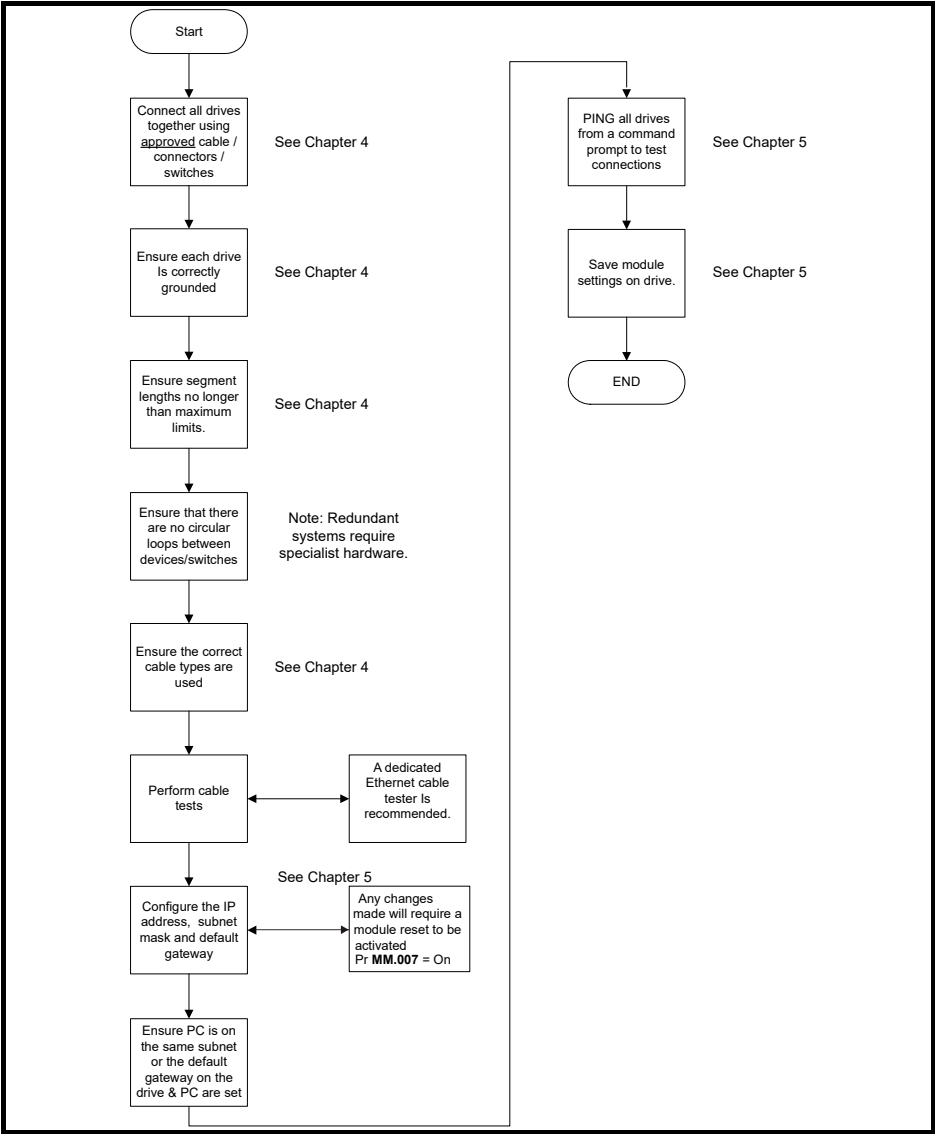 Start
Connect all drives
together using
approved cable /
connectors /
switches
See Chapter 4
Ensure each drive
Is correctly
grounded
See Chapter 4
Ensure segment
lengths no longer
than maximum
limits.
See Chapter 4
Ensure that there
are no circular
loops between
devices/switches
Note: Redundant
systems require
specialist hardware.
Ensure the correct
cable types are
used
See Chapter 4
Perform cable
tests
A dedicated
Ethernet cable
tester Is
recommended.
See Chapter 5
Configure the IP
address, subnet
mask and default
gateway
Any changes
made will require a
module reset to be
activated
Pr MM.007 = On
Ensure PC is on
the same subnet
or the default
gateway on the
drive & PC are set
PING all drives
from a command
prompt to test
connections
See Chapter 5
Save module
settings on drive.
See Chapter 5
END